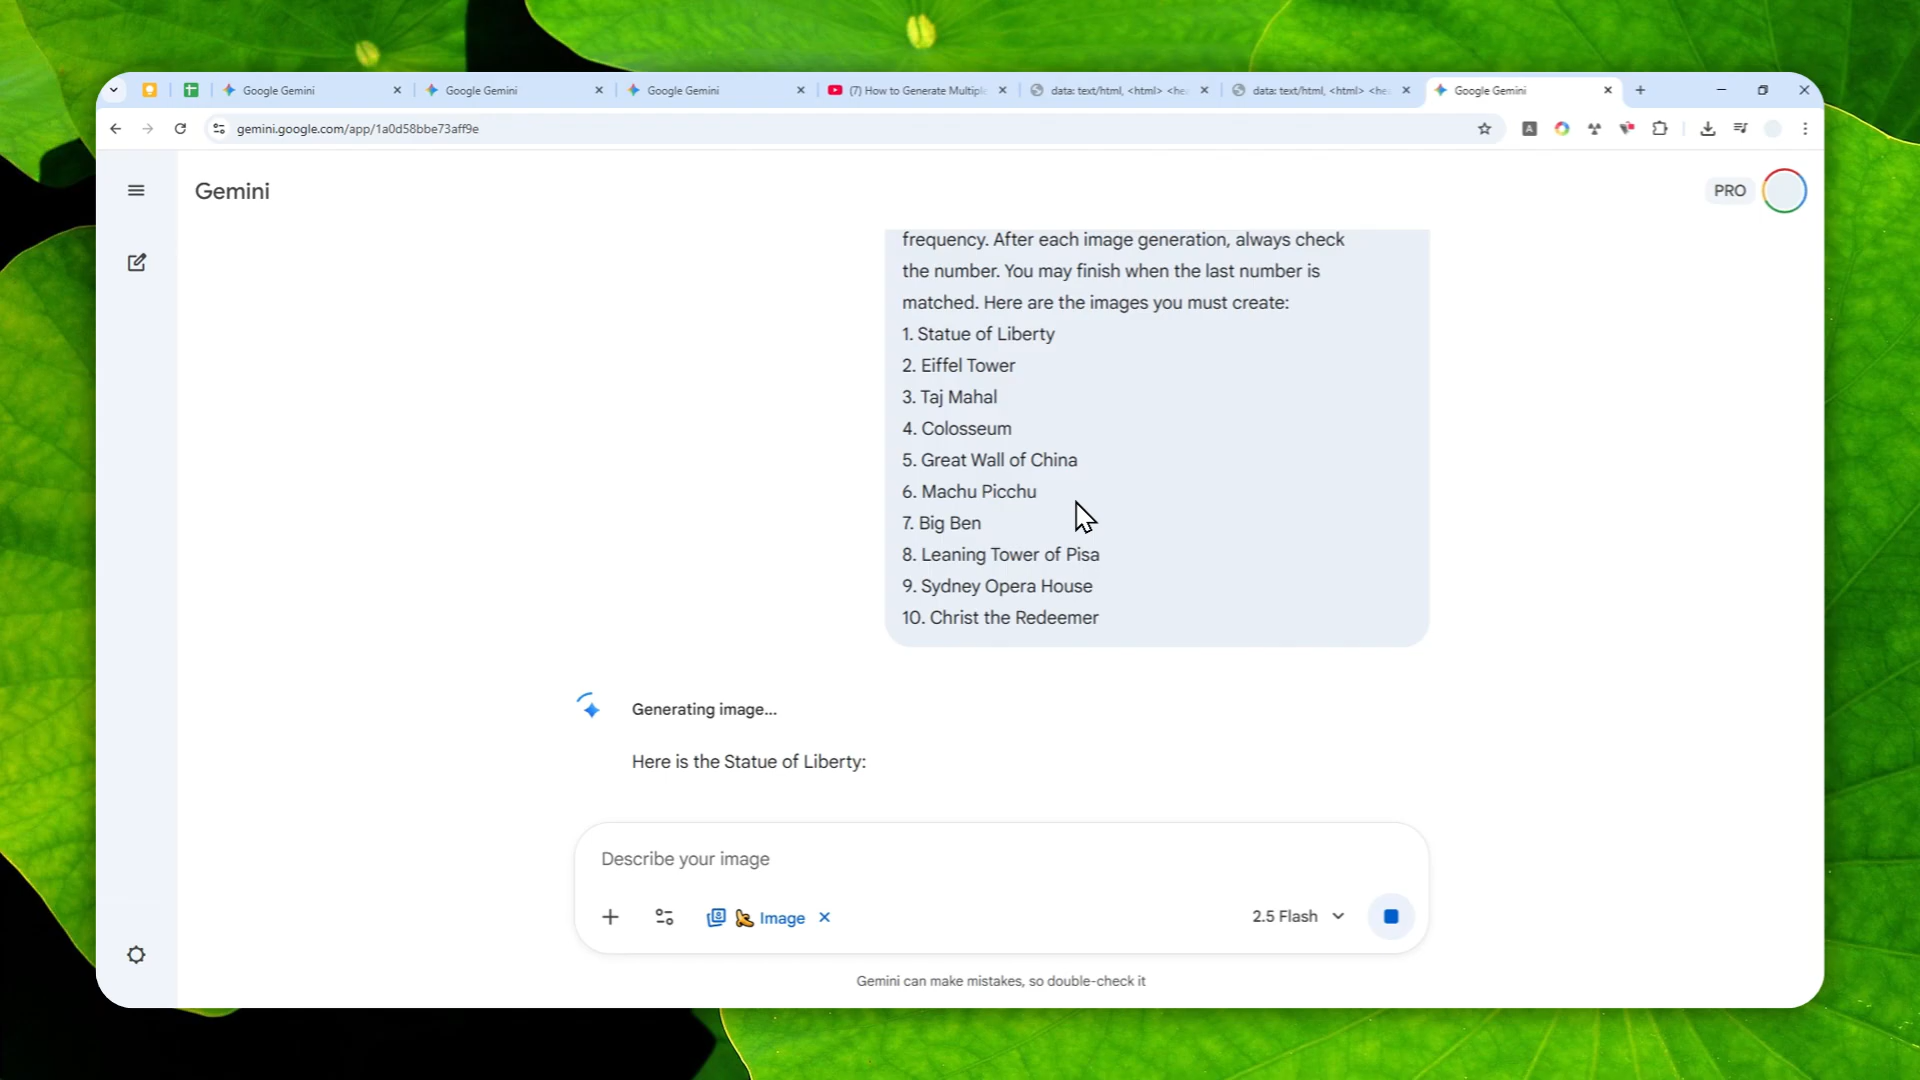 Google Gemini
Google Gemini
Google Gemini
(7) How to Generate Multipl
data: text/html, <html> <he
data: text/html, <html> <he
Google Gemini
gemini.google.com/app/1a0d58bbe73aff9e
A
Gemini
PRO
frequency. After each image generation, always check
the number. You may finish when the last number is
matched. Here are the images you must create:
1. Statue of Liberty
2. Eiffel Tower
3. Taj Mahal
4. Colosseum
5. Great Wall of China
6. Machu Picchu
7. Big Ben
8. Leaning Tower of Pisa
9. Sydney Opera House
10. Christ the Redeemer
Generating image...
Here is the Statue of Liberty:
Describe your image
Image
2.5 Flash
Gemini can make mistakes, so double-check it